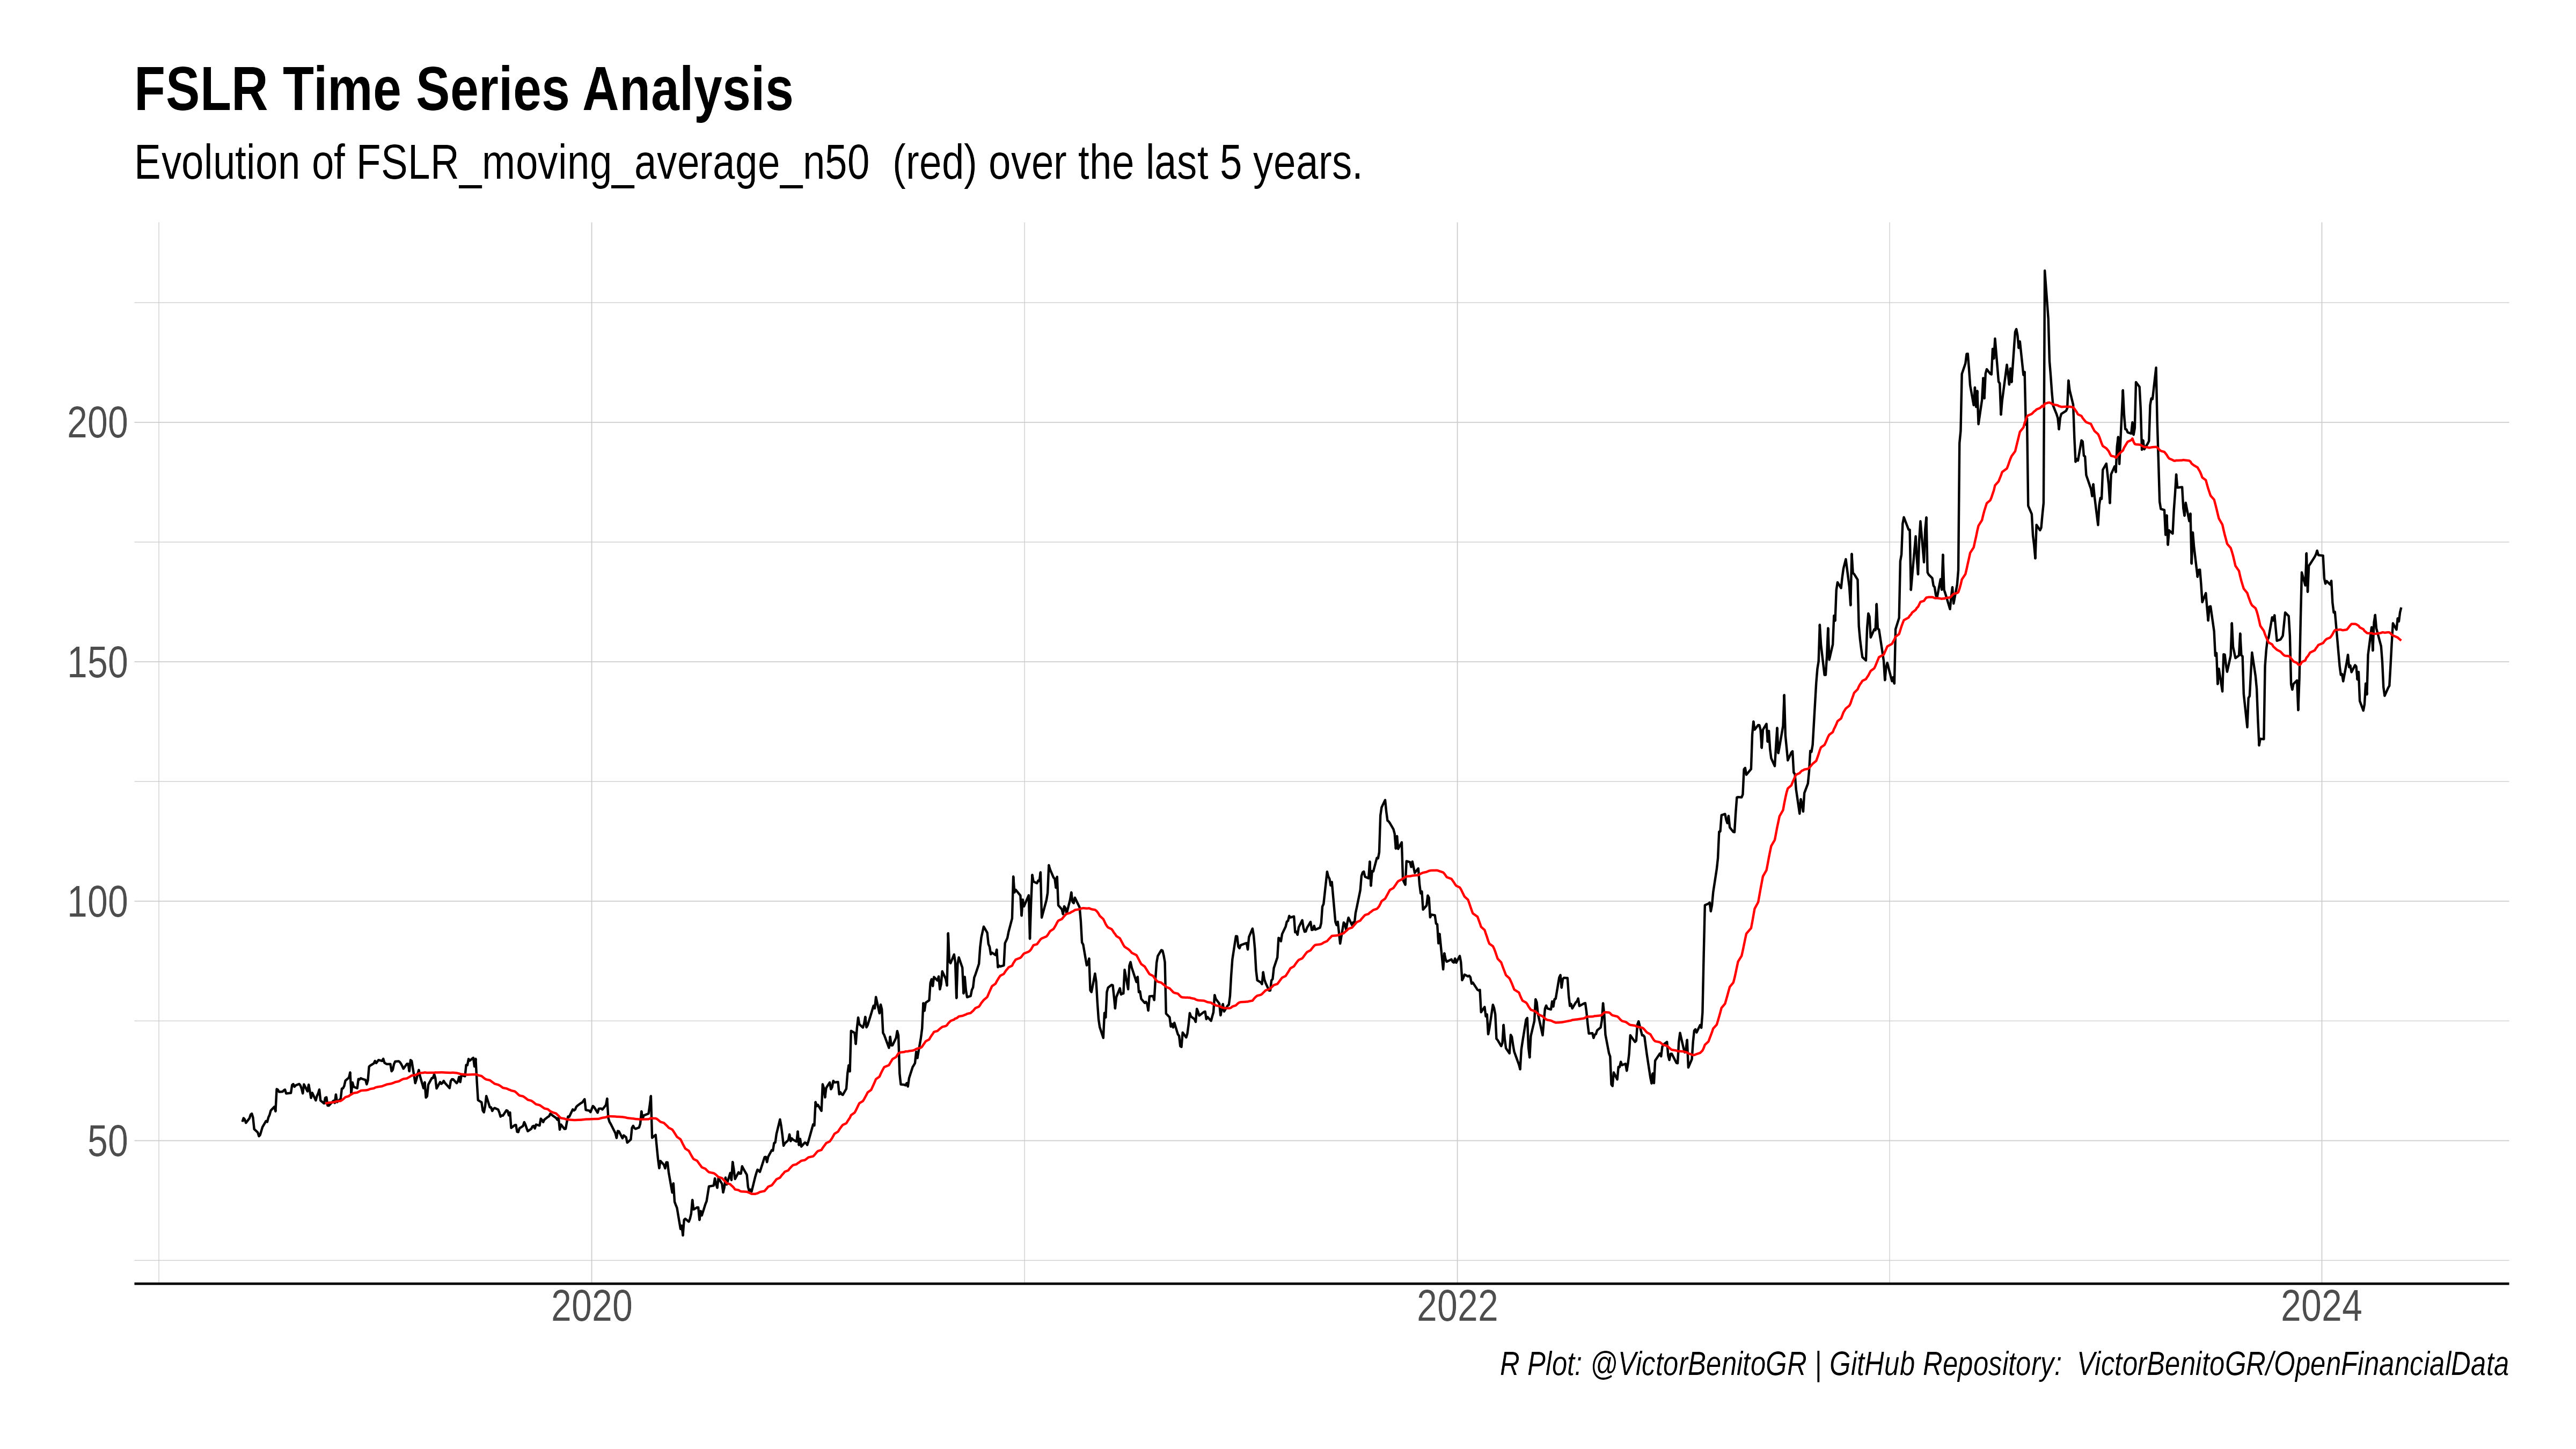 FSLR Time Series Analysis
Evolution of FSLR_moving_average_n50  (red) over the last 5 years.
200
150
100
50
2020
2022
2024
R Plot: @VictorBenitoGR | GitHub Repository:  VictorBenitoGR/OpenFinancialData